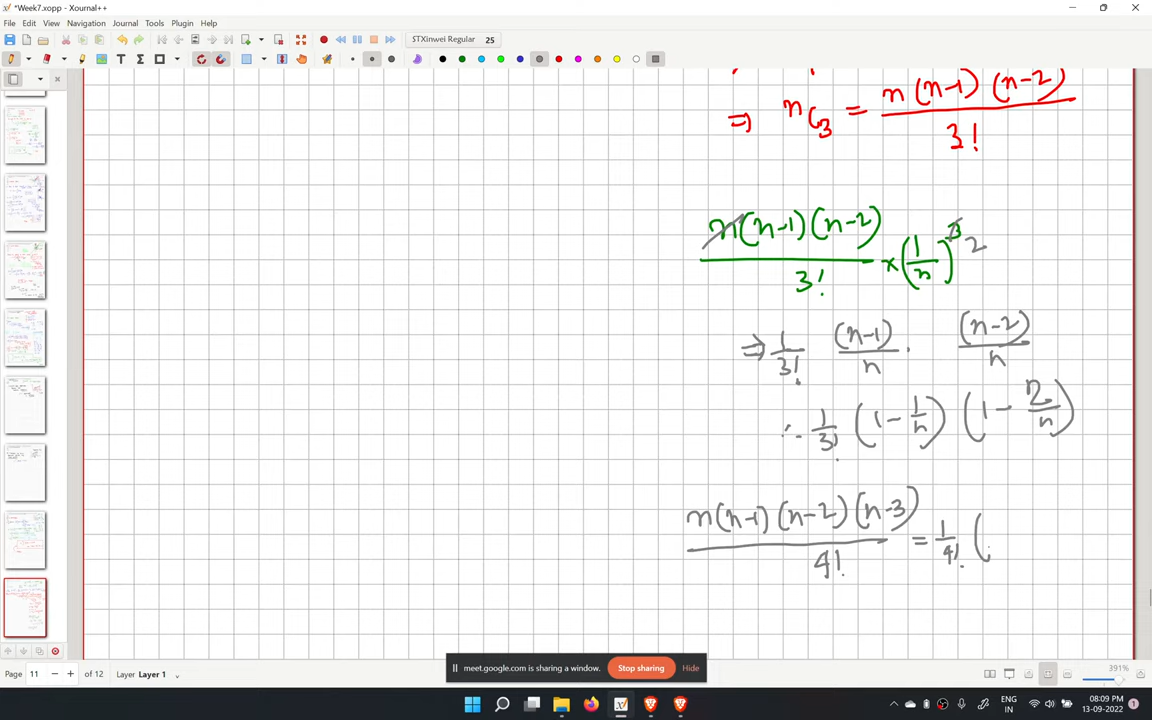 *Week7.xopp - Xournal++
File Edit View Navigation Journal Tools Plugin Help
STXinwei Regular 25
⇒ nC3 = n(n-1)(n-2) / 3!
n(n-1)(n-2) / 3! × (1/n)^3 2
⇒ 1/3! (n-1)/n · (n-2)/n
∴ 1/3! (1 - 1/n) (1 - 2/n)
n(n-1)(n-2)(n-3) / 4! = 1/4! (
meet.google.com is sharing a window. Stop sharing Hide
Page 11 of 12 Layer Layer 1 391%
ENG IN 08:09 PM 13-09-2022